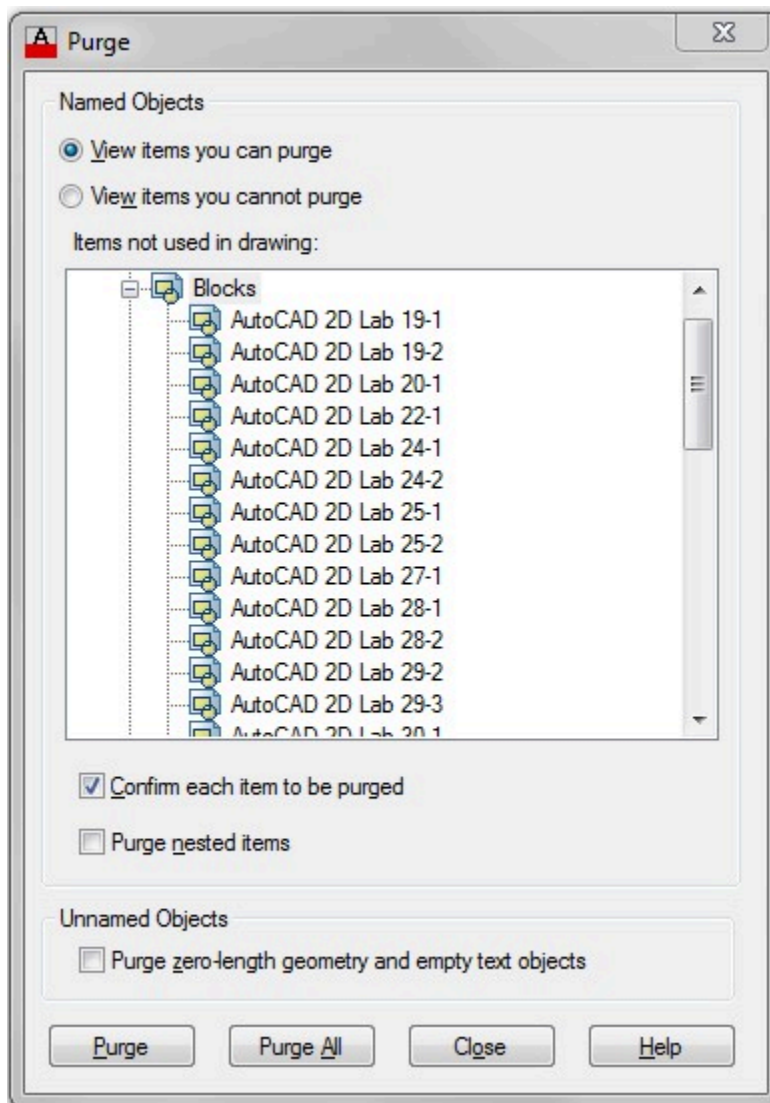 Purge
Named Objects
View items you can purge
View items you cannot purge
Items not used in drawing:
Blocks
AutoCAD 2D Lab 19-1
AutoCAD 2D Lab 19-2
AutoCAD 2D Lab 20-1
AutoCAD 2D Lab 22-1
AutoCAD 2D Lab 24-1
AutoCAD 2D Lab 24-2
AutoCAD 2D Lab 25-1
AutoCAD 2D Lab 25-2
AutoCAD 2D Lab 27-1
AutoCAD 2D Lab 28-1
AutoCAD 2D Lab 28-2
AutoCAD 2D Lab 29-2
AutoCAD 2D Lab 29-3
AutoCAD 2D Lab 30-1
Confirm each item to be purged
Purge nested items
Unnamed Objects
Purge zero-length geometry and empty text objects
Purge Purge All Close Help